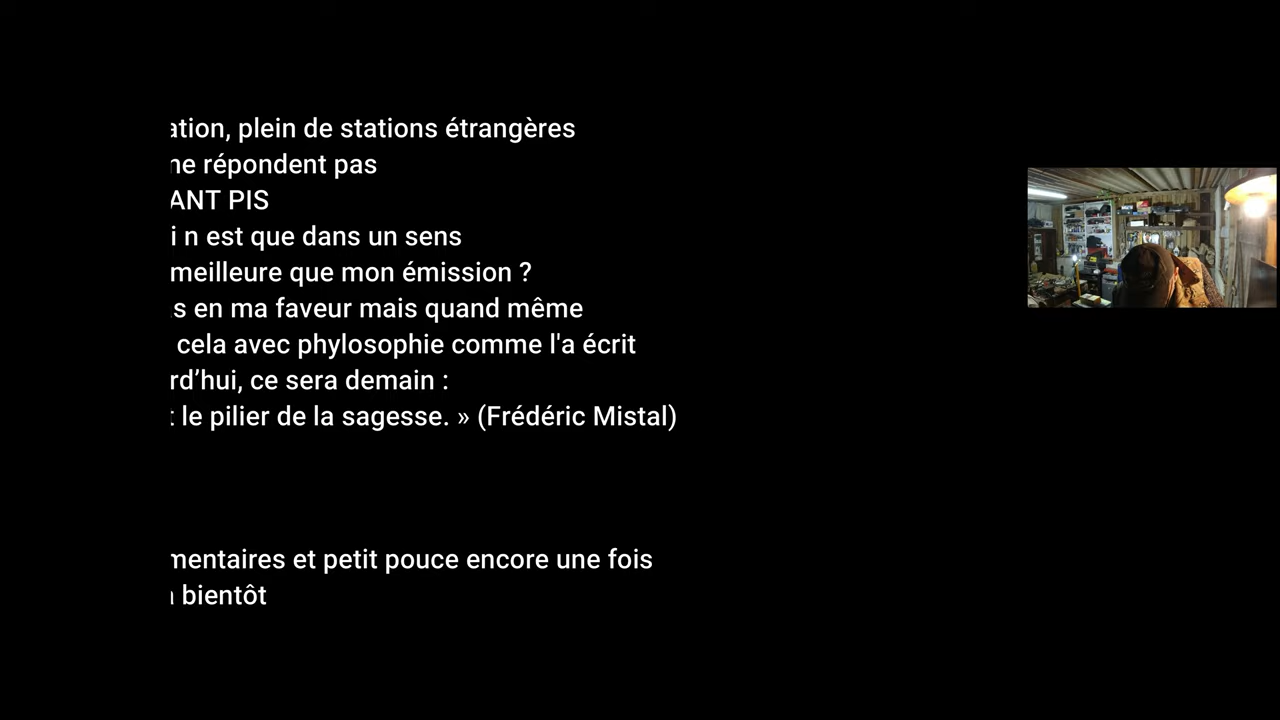 ation, plein de stations étrangères
ne répondent pas
ANT PIS
i n est que dans un sens
meilleure que mon émission ?
s en ma faveur mais quand même
cela avec phylosophie comme l'a écrit
rd’hui, ce sera demain :
t le pilier de la sagesse. » (Frédéric Mistal)
mentaires et petit pouce encore une fois
bientôt